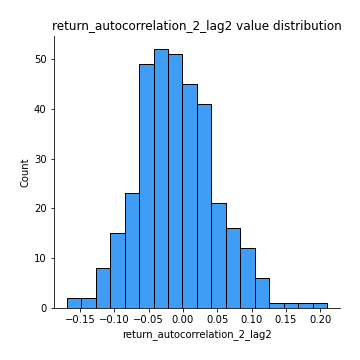 return_autocorrelation_2_lag2 value distribution
50
40
30
20
10
0
Count
−0.15 −0.10 −0.05 0.00 0.05 0.10 0.15 0.20
return_autocorrelation_2_lag2